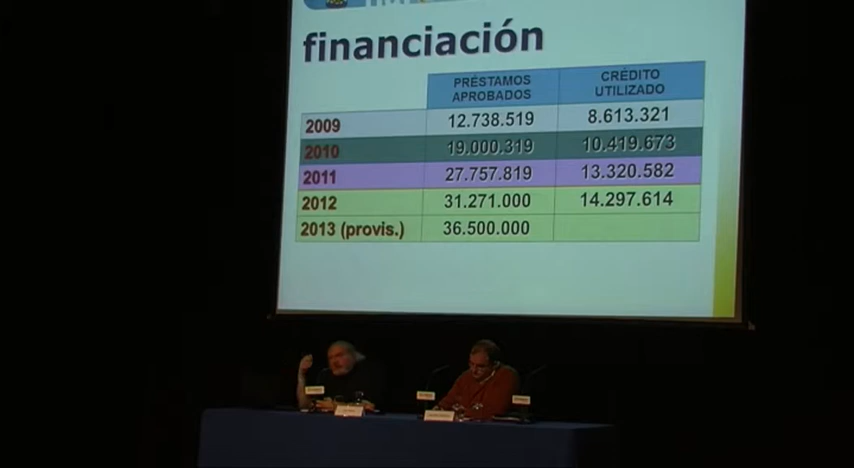 financiación
PRÉSTAMOS APROBADOS CRÉDITO UTILIZADO
2009 12.738.519 8.613.321
2010 19.000.319 10.419.673
2011 27.757.819 13.320.582
2012 31.271.000 14.297.614
2013 (provis.) 36.500.000